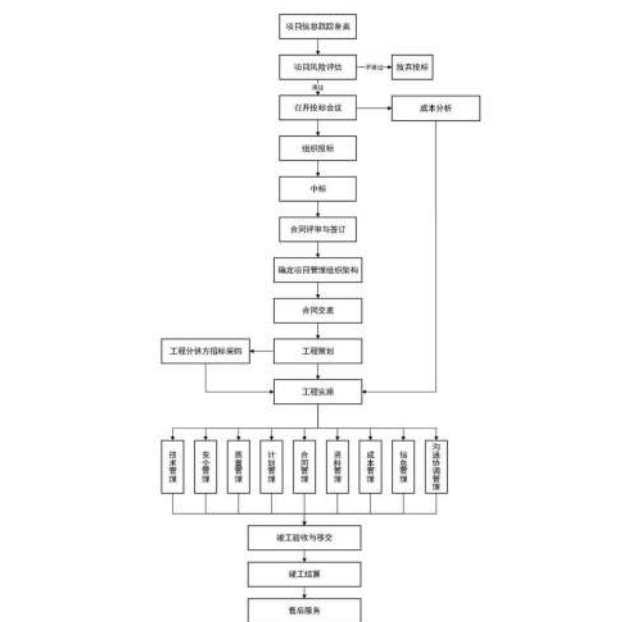 项目信息跟踪备案
项目风险评估
不通过
放弃投标
通过
召开投标会议
成本分析
组织投标
中标
合同评审与签订
确定项目管理组织架构
合同交底
工程分供方招标采购
工程策划
工程实施
技术管理
安全管理
质量管理
计划管理
合同管理
资料管理
成本管理
信息管理
沟通协调管理
竣工验收与移交
竣工结算
售后服务